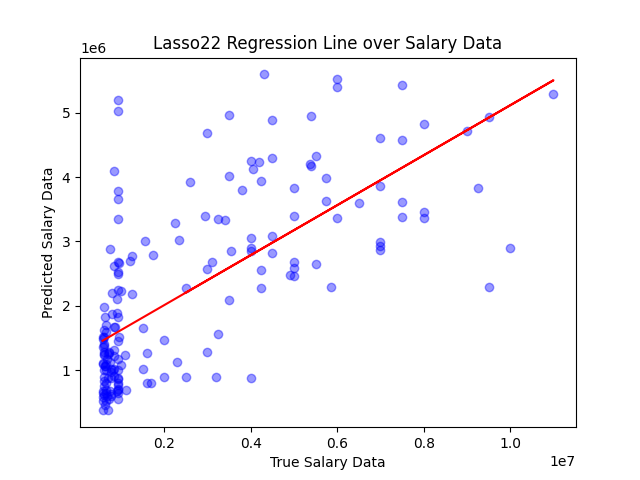 Lasso22 Regression Line over Salary Data
1e6
5
4
3
2
1
Predicted Salary Data
0.2 0.4 0.6 0.8 1.0
1e7
True Salary Data